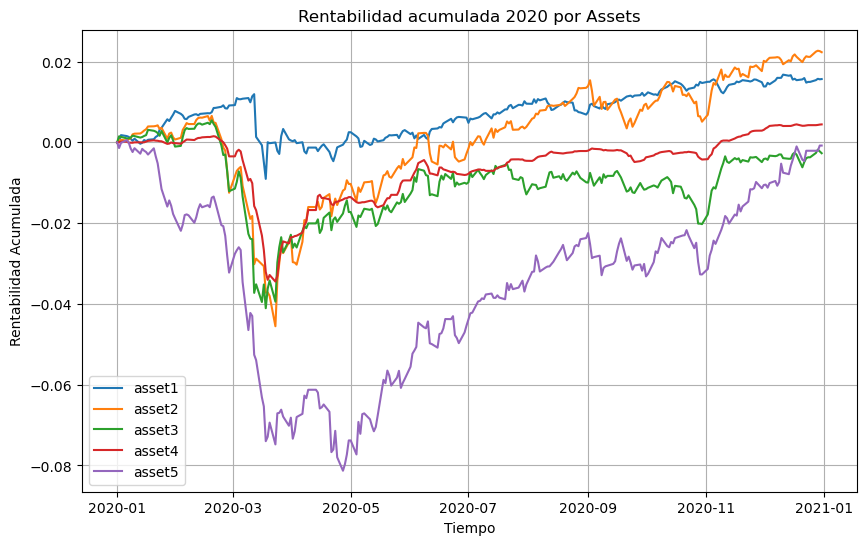 Rentabilidad acumulada 2020 por Assets
Rentabilidad Acumulada
0.02
0.00
−0.02
−0.04
−0.06
−0.08
asset1
asset2
asset3
asset4
asset5
2020-01
2020-03
2020-05
2020-07
2020-09
2020-11
2021-01
Tiempo